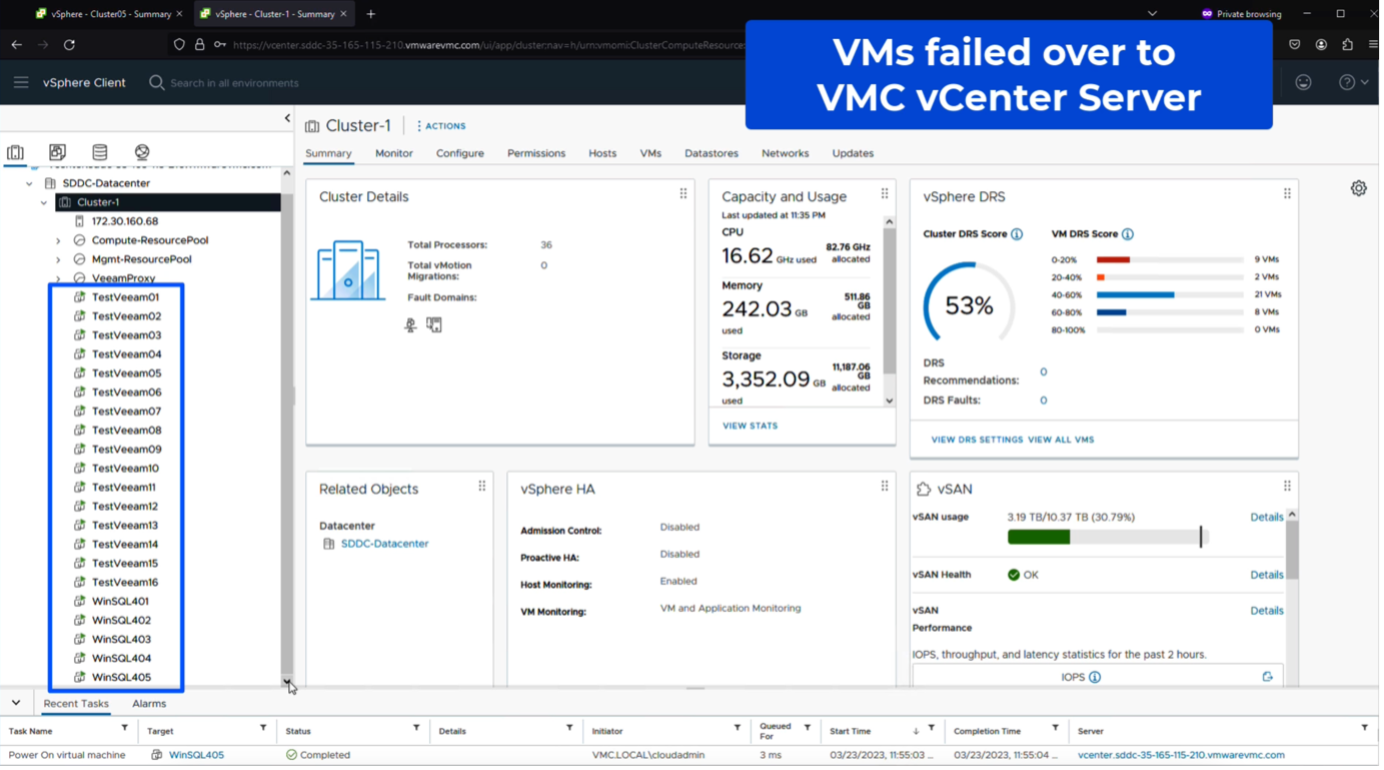 vSphere - Cluster05 - Summary
vSphere - Cluster-1 - Summary
Private browsing
https://vcenter.sddc-35-165-115-210.vmwarevmc.com/ui/app/cluster;nav=h/urn:vmomi:ClusterComputeResource:
VMs failed over to
VMC vCenter Server
vSphere Client
Search in all environments
Cluster-1
ACTIONS
Summary Monitor Configure Permissions Hosts VMs Datastores Networks Updates
SDDC-Datacenter
Cluster-1
172.30.160.68
Compute-ResourcePool
Mgmt-ResourcePool
VeeamProxy
TestVeeam01
TestVeeam02
TestVeeam03
TestVeeam04
TestVeeam05
TestVeeam06
TestVeeam07
TestVeeam08
TestVeeam09
TestVeeam10
TestVeeam11
TestVeeam12
TestVeeam13
TestVeeam14
TestVeeam15
TestVeeam16
WinSQL401
WinSQL402
WinSQL403
WinSQL404
WinSQL405
Cluster Details
Total Processors: 36
Total vMotion
Migrations:
0
Fault Domains:
Capacity and Usage
Last updated at 11:35 PM
CPU
16.62 GHz used
82.76 GHz
allocated
Memory
242.03 GB
used
511.86
GB
allocated
Storage
3,352.09 GB
used
11,187.06
GB
allocated
VIEW STATS
vSphere DRS
Cluster DRS Score
53%
VM DRS Score
0-20% 9 VMs
20-40% 2 VMs
40-60% 21 VMs
60-80% 8 VMs
80-100% 0 VMs
DRS
Recommendations:
0
DRS Faults: 0
VIEW DRS SETTINGS VIEW ALL VMS
Related Objects
Datacenter
SDDC-Datacenter
vSphere HA
Admission Control: Disabled
Proactive HA: Disabled
Host Monitoring: Enabled
VM Monitoring: VM and Application Monitoring
vSAN
vSAN usage 3.19 TB/10.37 TB (30.79%) Details
vSAN Health OK Details
vSAN
Performance
Details
IOPS, throughput, and latency statistics for the past 2 hours.
IOPS
Recent Tasks Alarms
Task Name Target Status Details Initiator Queued
For
Start Time Completion Time Server
Power On virtual machine WinSQL405 Completed VMC.LOCAL\cloudadmin 3 ms 03/23/2023, 11:55:03 ... 03/23/2023, 11:55:04 ... vcenter.sddc-35-165-115-210.vmwarevmc.com